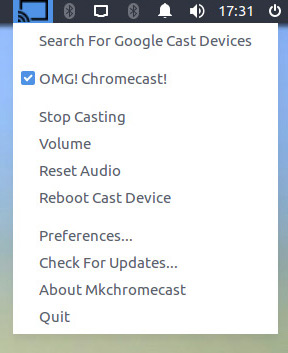 17:31
Search For Google Cast Devices
OMG! Chromecast!
Stop Casting
Volume
Reset Audio
Reboot Cast Device
Preferences...
Check For Updates...
About Mkchromecast
Quit